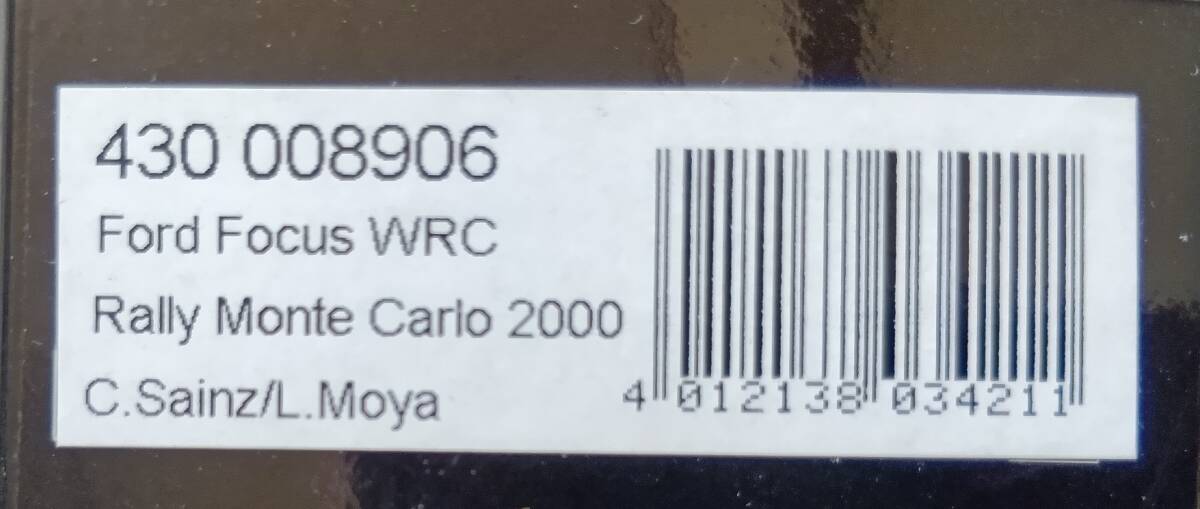 430 008906
Ford Focus WRC
Rally Monte Carlo 2000
C.Sainz/L.Moya
4 012138 034211